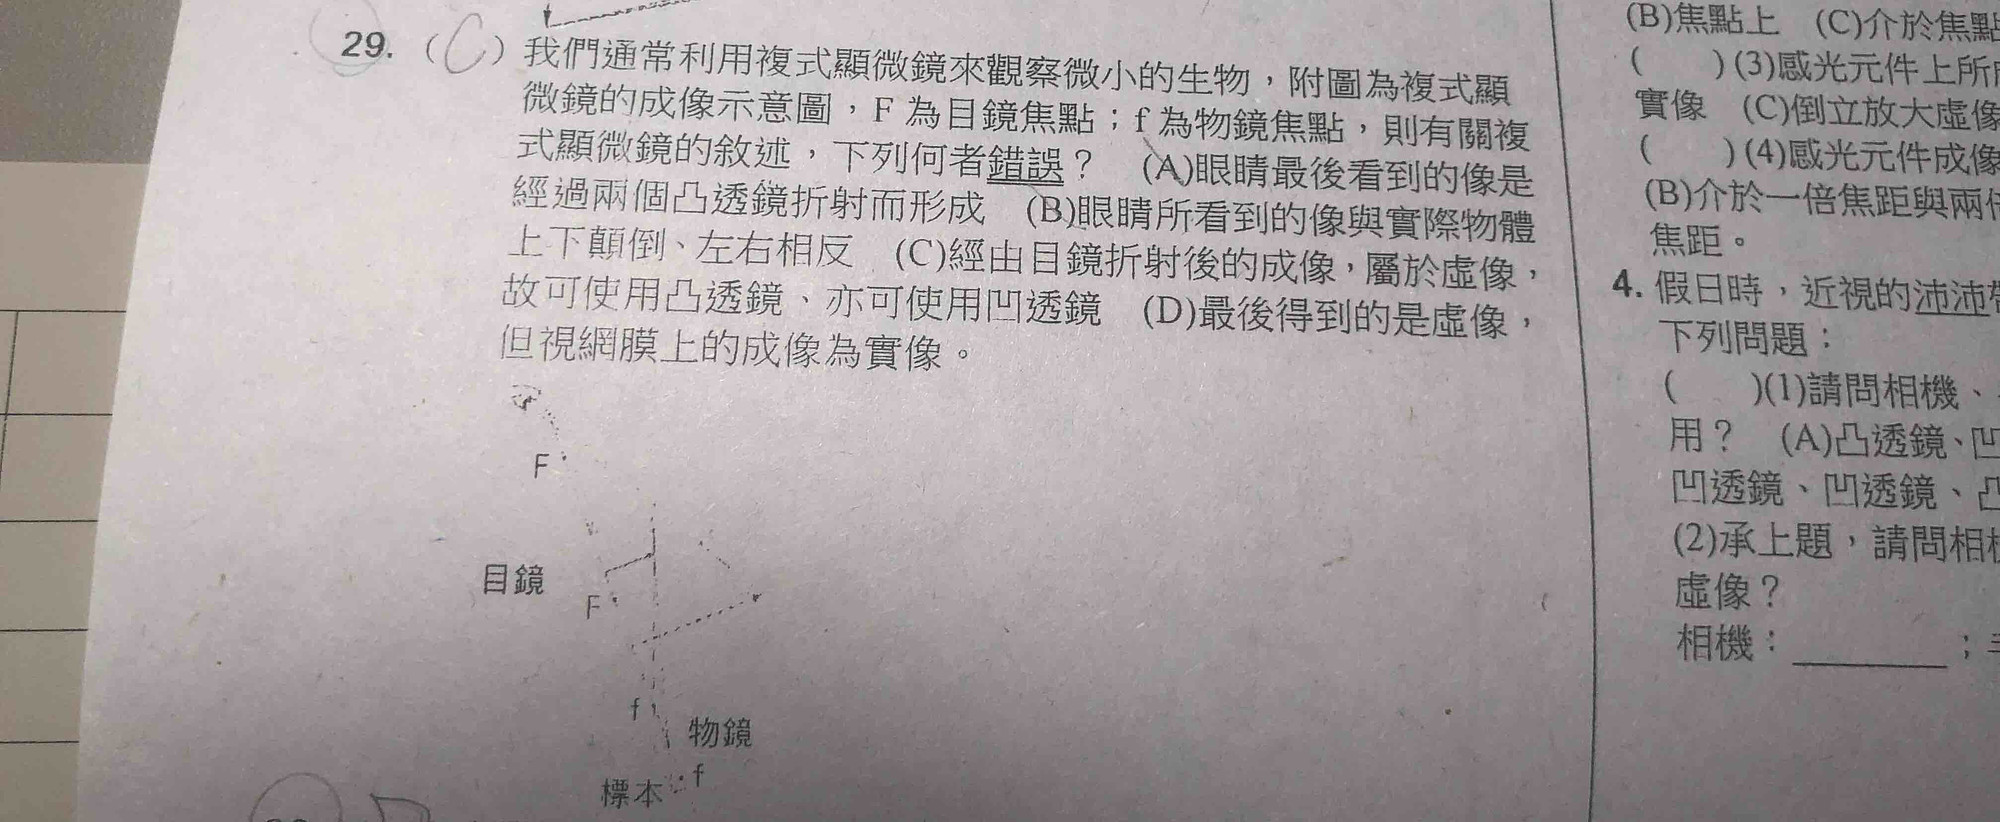 29. (C) 我們通常利用複式顯微鏡來觀察微小的生物，附圖為複式顯
微鏡的成像示意圖，F 為目鏡焦點；f 為物鏡焦點，則有關複
式顯微鏡的敘述，下列何者錯誤？ (A)眼睛最後看到的像是
經過兩個凸透鏡折射而形成 (B)眼睛所看到的像與實際物體
上下顛倒、左右相反 (C)經由目鏡折射後的成像，屬於虛像，
故可使用凸透鏡、亦可使用凹透鏡 (D)最後得到的是虛像，
但視網膜上的成像為實像。
F
目鏡
F
f
物鏡
標本
f
(B)焦點上 (C)介於焦點
( )(3)感光元件上所
實像 (C)倒立放大虛像
( )(4)感光元件成像
(B)介於一倍焦距與兩倍
焦距。
4. 假日時，近視的沛沛
下列問題：
( )(1)請問相機、
用？ (A)凸透鏡、凹
凹透鏡、凹透鏡、凸
(2)承上題，請問相機
虛像？
相機：＿＿＿＿；